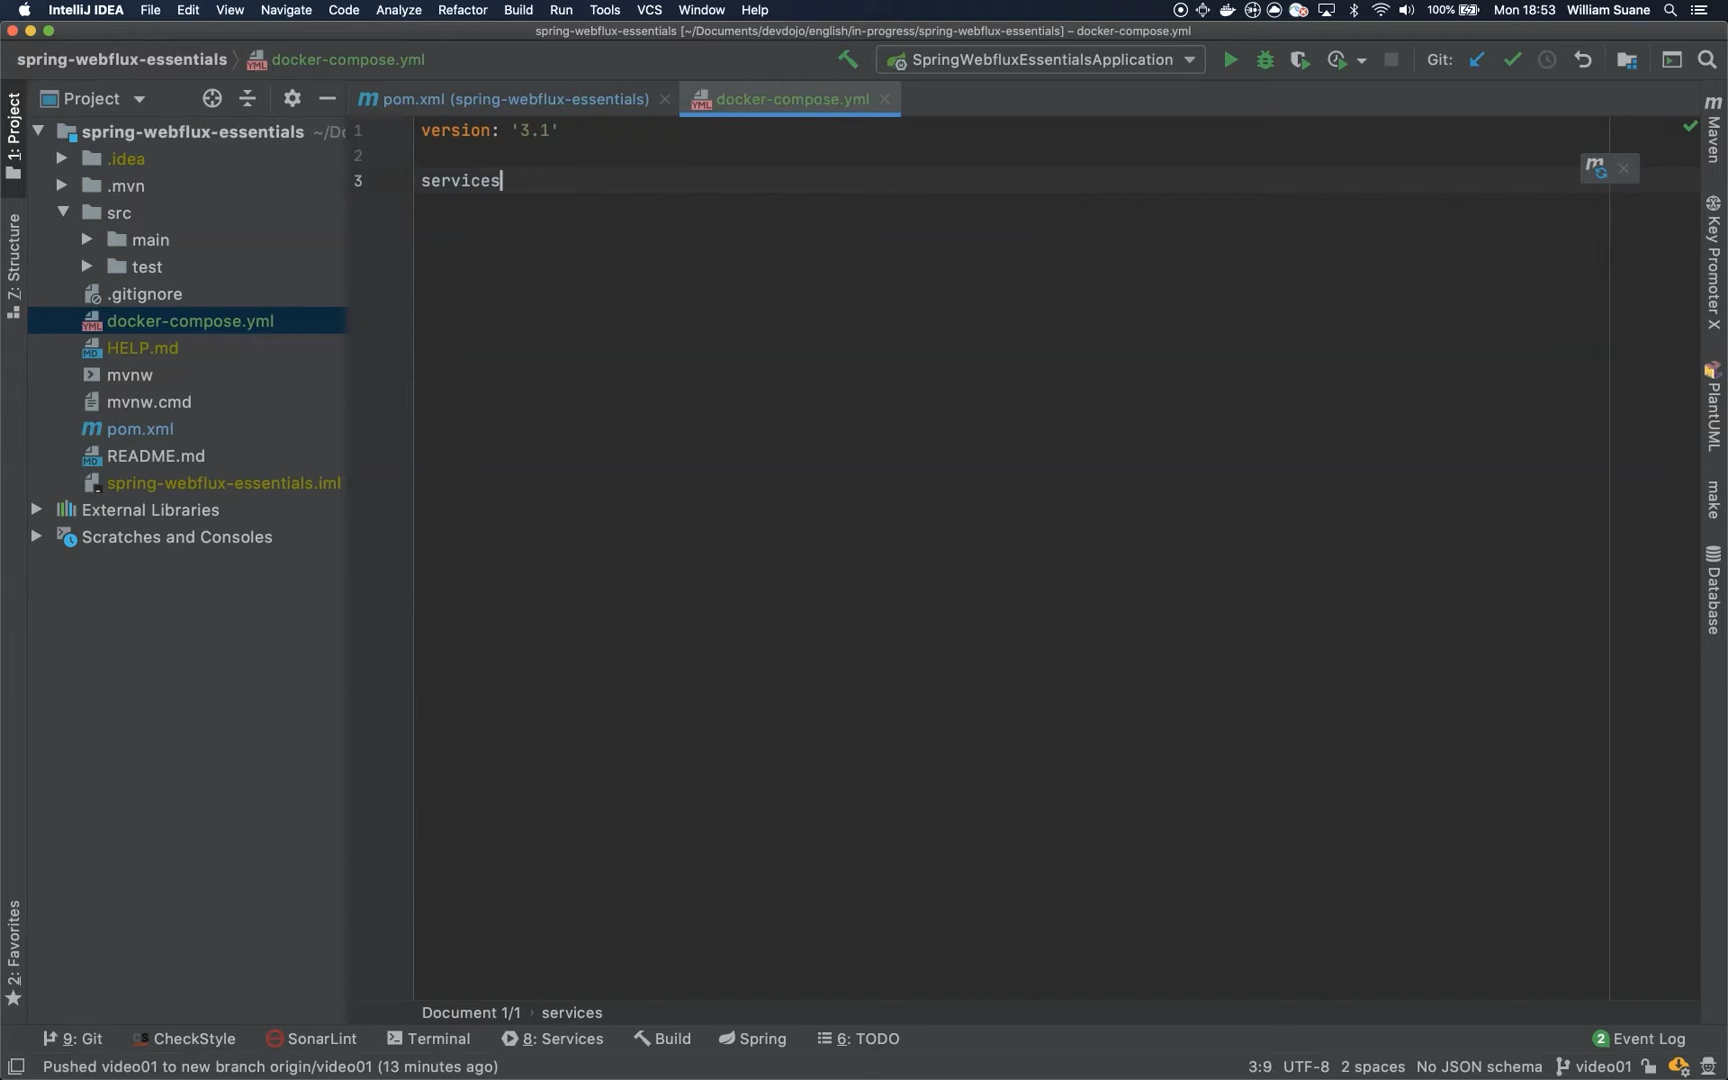 IntelliJ IDEA File Edit View Navigate Code Analyze Refactor Build Run Tools VCS Window Help 100% Mon 18:53 William Suane
spring-webflux-essentials [~/Documents/devdojo/english/in-progress/spring-webflux-essentials] – docker-compose.yml
spring-webflux-essentials docker-compose.yml SpringWebfluxEssentialsApplication Git:
Project pom.xml (spring-webflux-essentials) docker-compose.yml
spring-webflux-essentials ~/Do
.idea
.mvn
src
main
test
.gitignore
docker-compose.yml
HELP.md
mvnw
mvnw.cmd
pom.xml
README.md
spring-webflux-essentials.iml
External Libraries
Scratches and Consoles
1 version: '3.1'
2
3 services
1: Project
7: Structure
2: Favorites
Maven
Key Promoter X
PlantUML
make
Database
Document 1/1 services
9: Git CheckStyle SonarLint Terminal 8: Services Build Spring 6: TODO 2 Event Log
Pushed video01 to new branch origin/video01 (13 minutes ago) 3:9 UTF-8 2 spaces No JSON schema video01